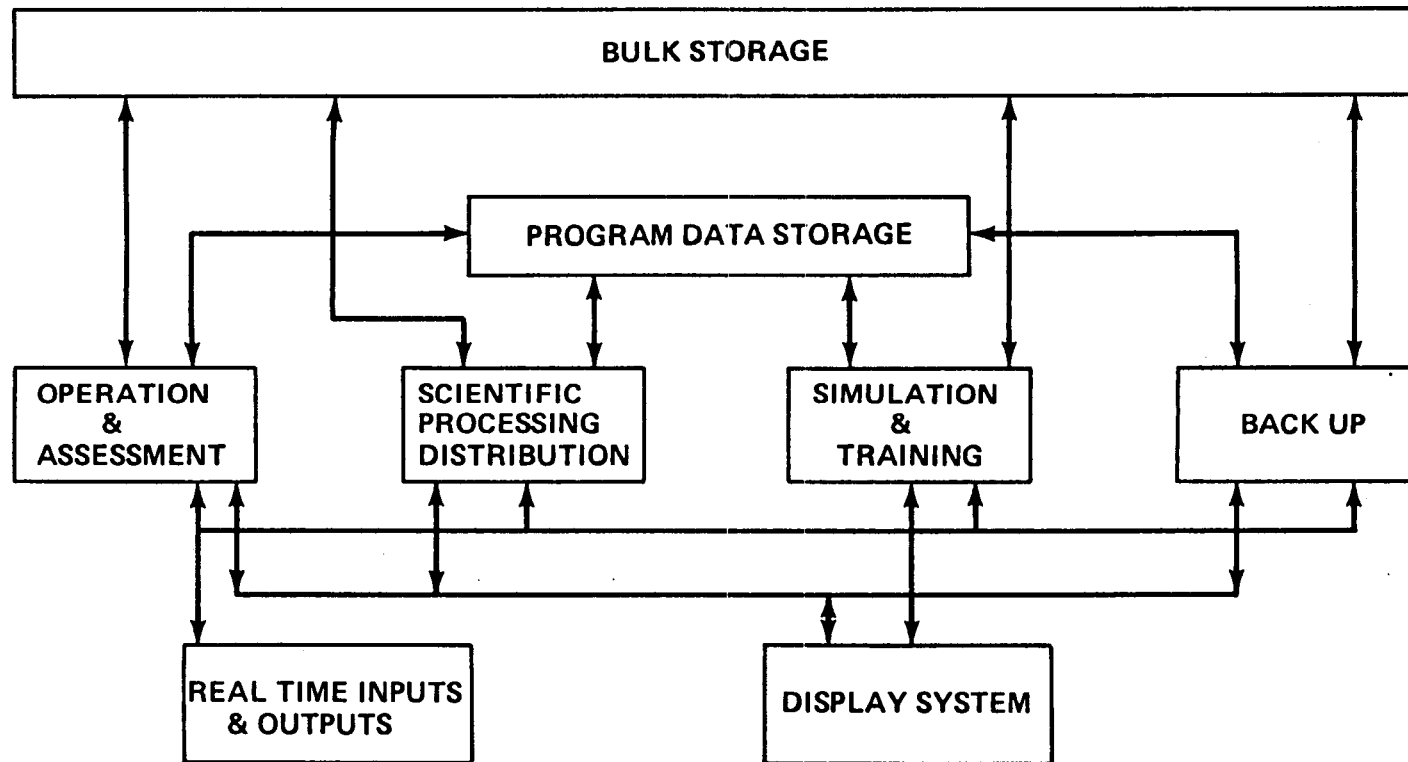 BULK STORAGE
PROGRAM DATA STORAGE
OPERATION
&
ASSESSMENT
SCIENTIFIC
PROCESSING
DISTRIBUTION
SIMULATION
&
TRAINING
BACK UP
REAL TIME INPUTS
& OUTPUTS
DISPLAY SYSTEM